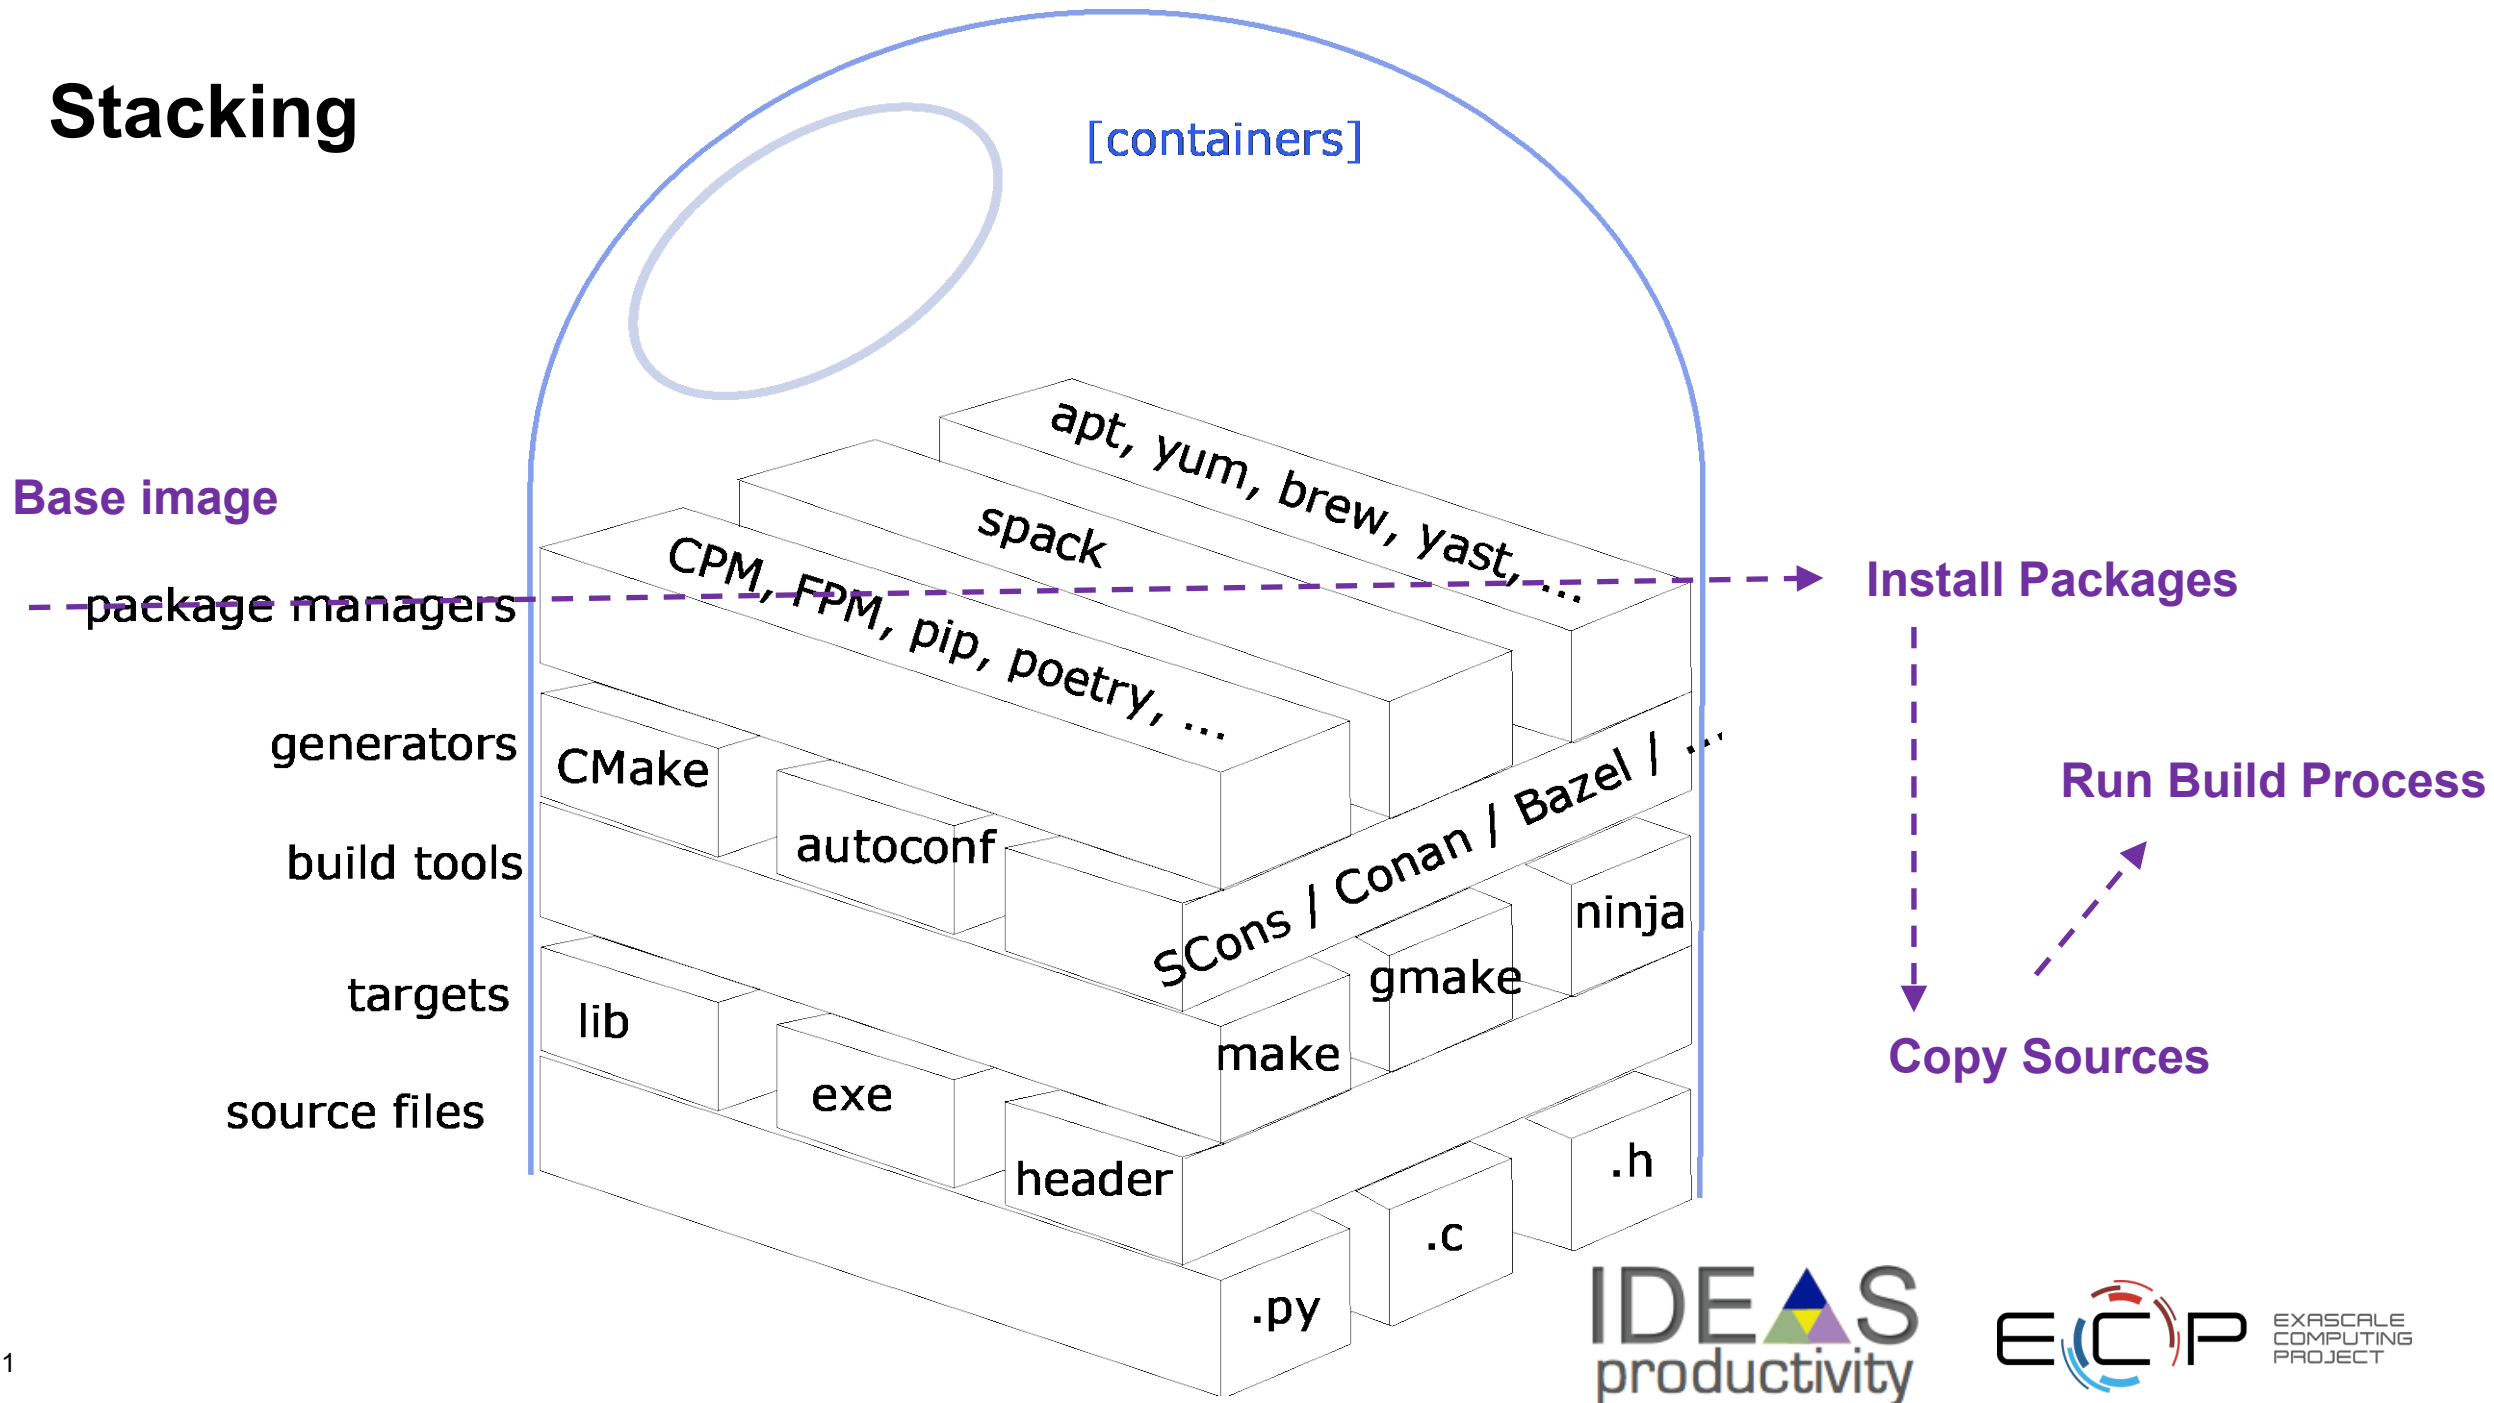 Stacking
[containers]
apt, yum, brew, yast, ...
spack
CPM, FPM, pip, poetry, ...
Base image
package managers
Install Packages
generators
CMake
autoconf
SCons / Conan / Bazel / ...
Run Build Process
build tools
make
gmake
ninja
targets
lib
exe
header
Copy Sources
source files
.py
.c
.h
IDEAS
productivity
ECP
EXASCALE
COMPUTING
PROJECT
1